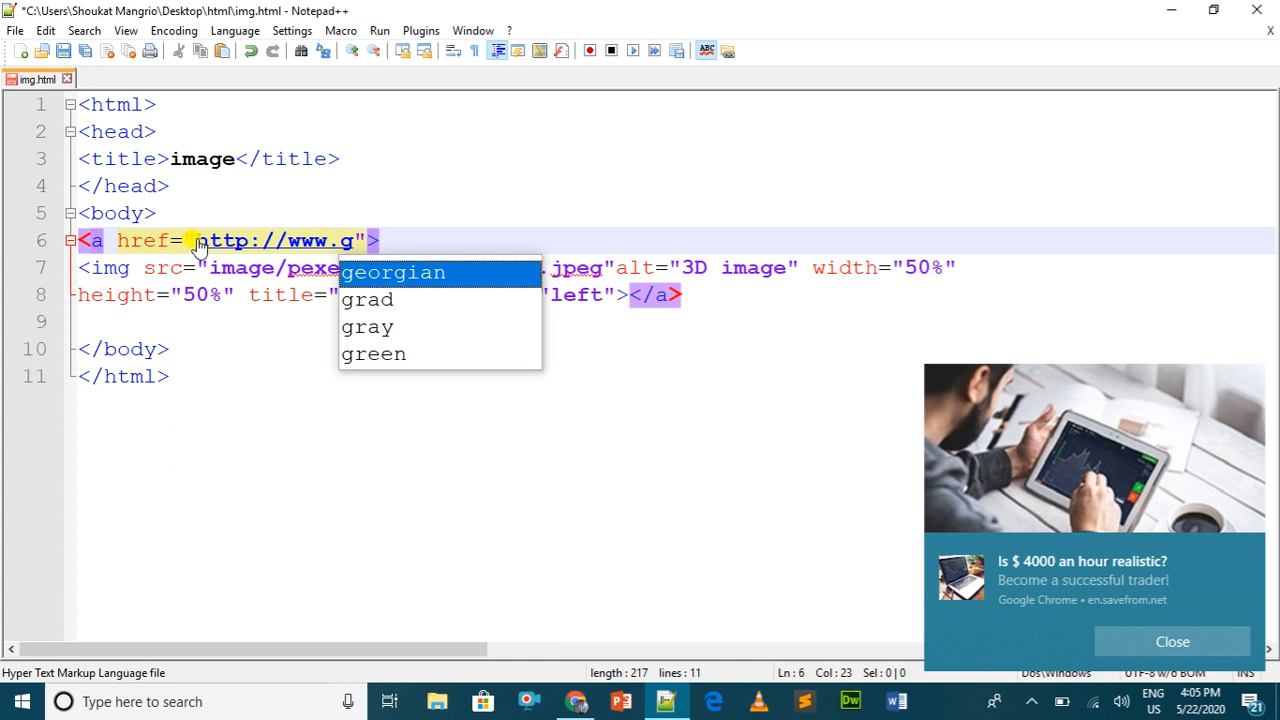 *C:\Users\Shoukat Mangrio\Desktop\html\img.html - Notepad++
File Edit Search View Encoding Language Settings Macro Run Plugins Window ? X
img.html
1 <html>
2 <head>
3 <title>image</title>
4 </head>
5 <body>
6 <a href="http://www.g">
7 <img src="image/pexe .jpeg"alt="3D image" width="50%"
8 height="50%" title=" "left"></a>
9
10 </body>
11 </html>
georgian
grad
gray
green
Is $ 4000 an hour realistic?
Become a successful trader!
Google Chrome • en.savefrom.net
Close
Hyper Text Markup Language file length : 217 lines : 11 Ln : 6 Col : 23 Sel : 0 | 0 Dos\Windows UTF-8 w/o BOM INS
Type here to search
ENG
US
4:05 PM
5/22/2020
21